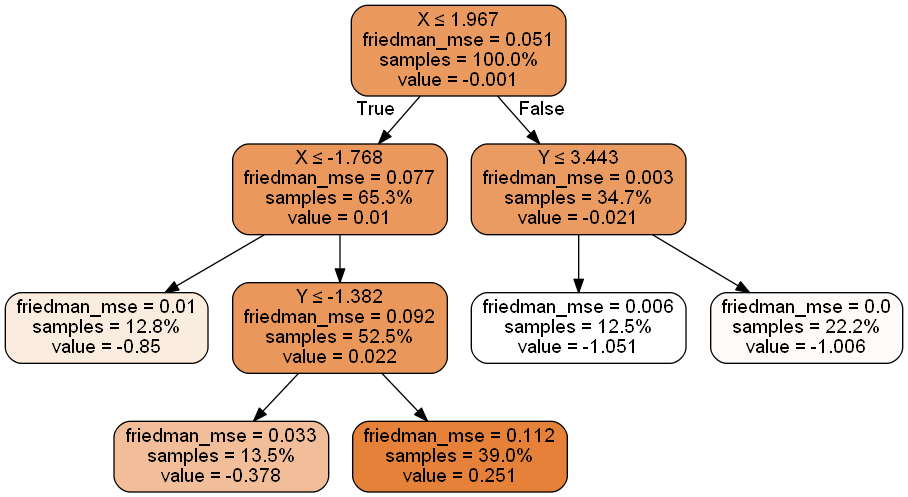 X ≤ 1.967
friedman_mse = 0.051
samples = 100.0%
value = -0.001
True
False
X ≤ -1.768
friedman_mse = 0.077
samples = 65.3%
value = 0.01
Y ≤ 3.443
friedman_mse = 0.003
samples = 34.7%
value = -0.021
friedman_mse = 0.01
samples = 12.8%
value = -0.85
Y ≤ -1.382
friedman_mse = 0.092
samples = 52.5%
value = 0.022
friedman_mse = 0.006
samples = 12.5%
value = -1.051
friedman_mse = 0.0
samples = 22.2%
value = -1.006
friedman_mse = 0.033
samples = 13.5%
value = -0.378
friedman_mse = 0.112
samples = 39.0%
value = 0.251